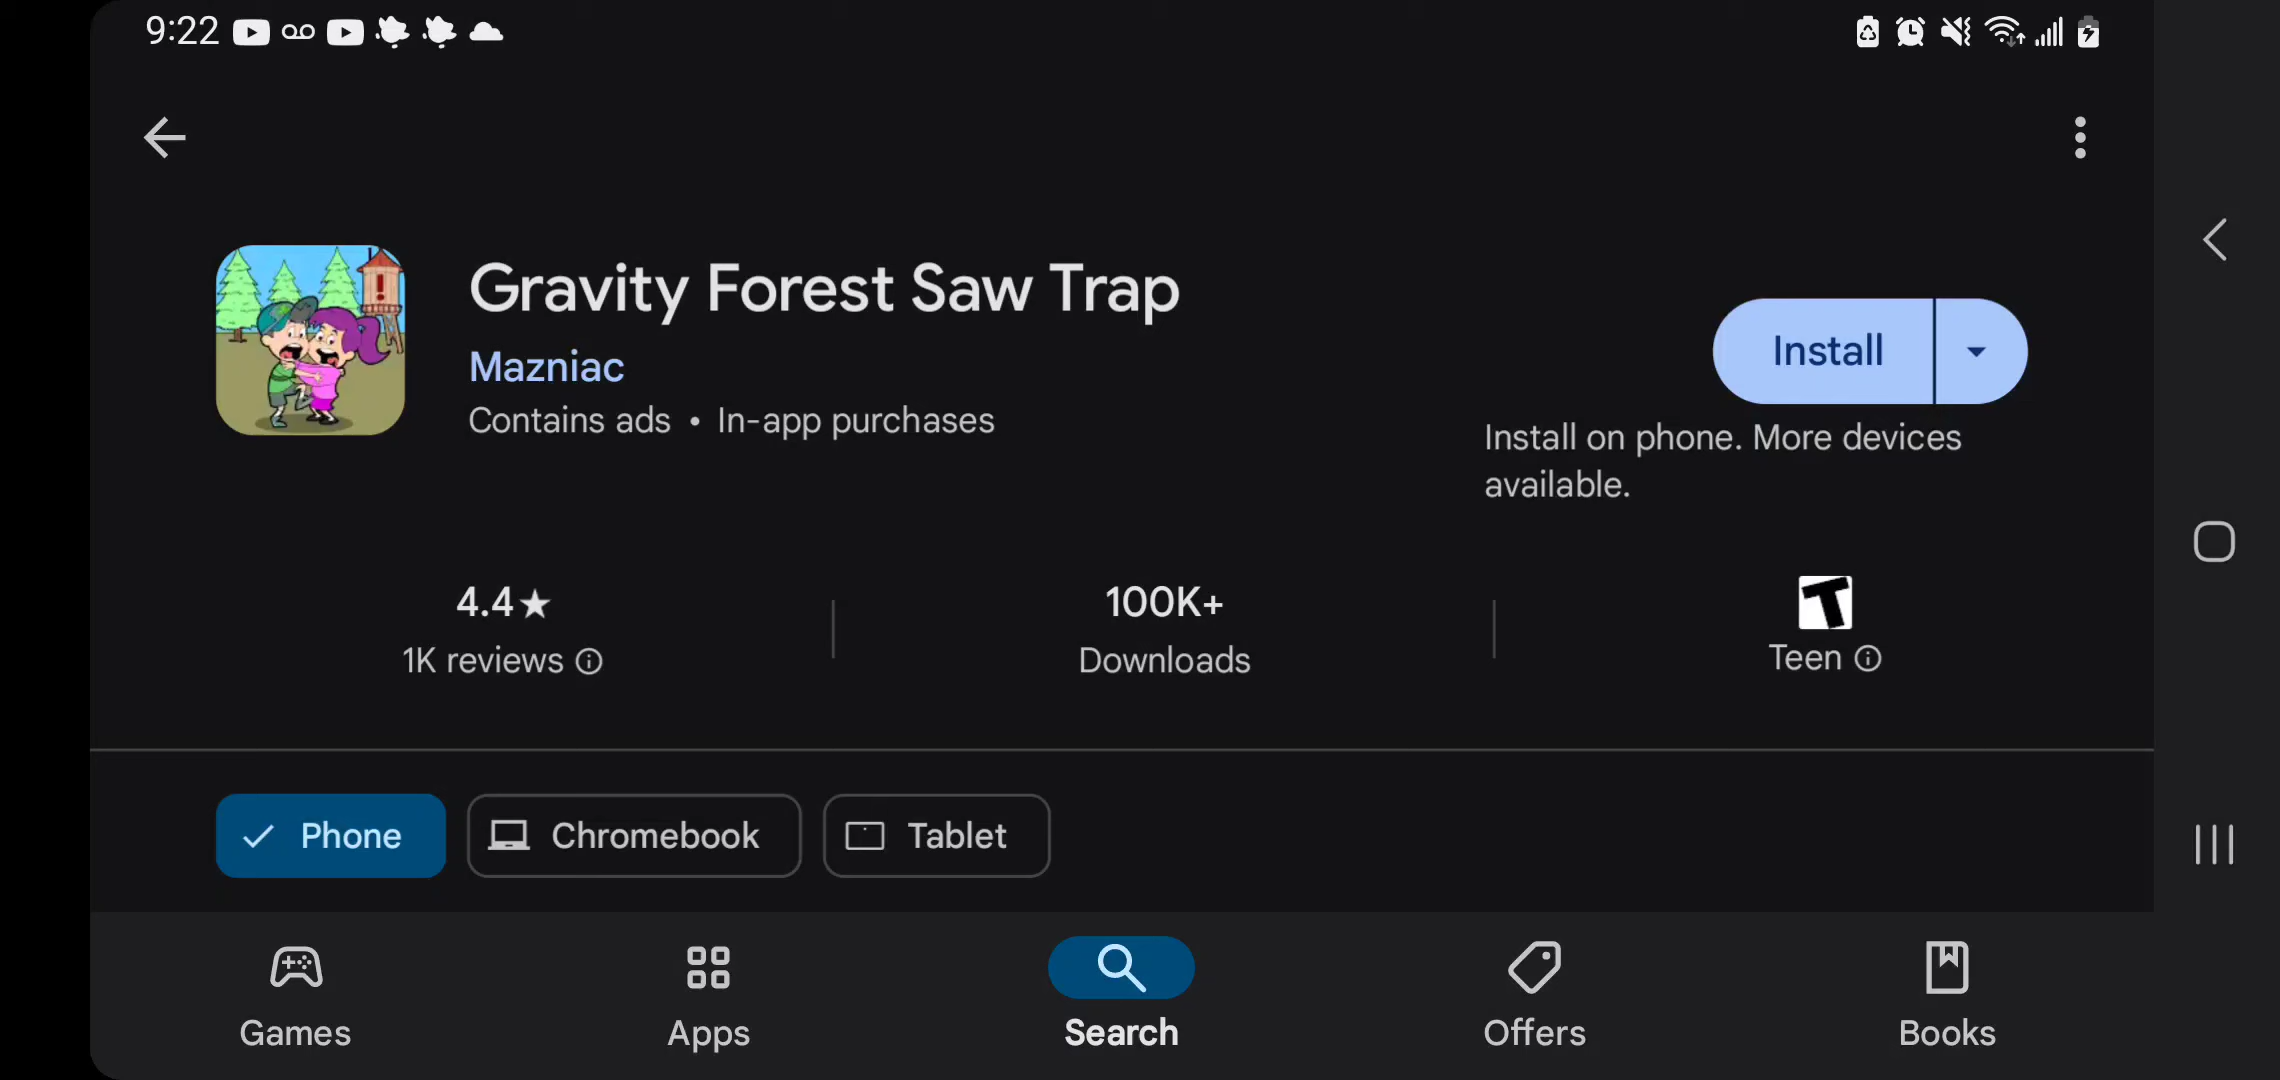 9:22
Gravity Forest Saw Trap
Mazniac
Contains ads • In-app purchases
Install
Install on phone. More devices
available.
4.4★
1K reviews
100K+
Downloads
T
Teen
Phone
Chromebook
Tablet
Games
Apps
Search
Offers
Books